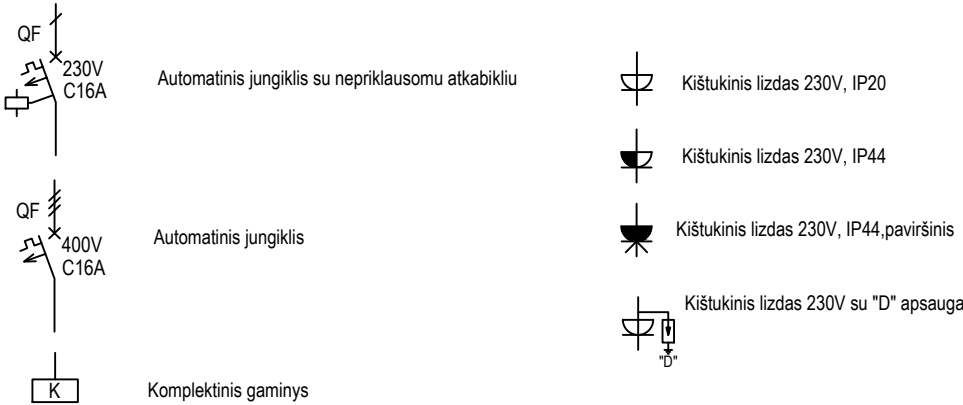 QF
230V
C16A
Automatinis jungiklis su nepriklausomu atkabikliu
QF
400V
C16A
Automatinis jungiklis
K
Komplektinis gaminys
Kištukinis lizdas 230V, IP20
Kištukinis lizdas 230V, IP44
Kištukinis lizdas 230V, IP44,paviršinis
Kištukinis lizdas 230V su "D" apsauga
"D"